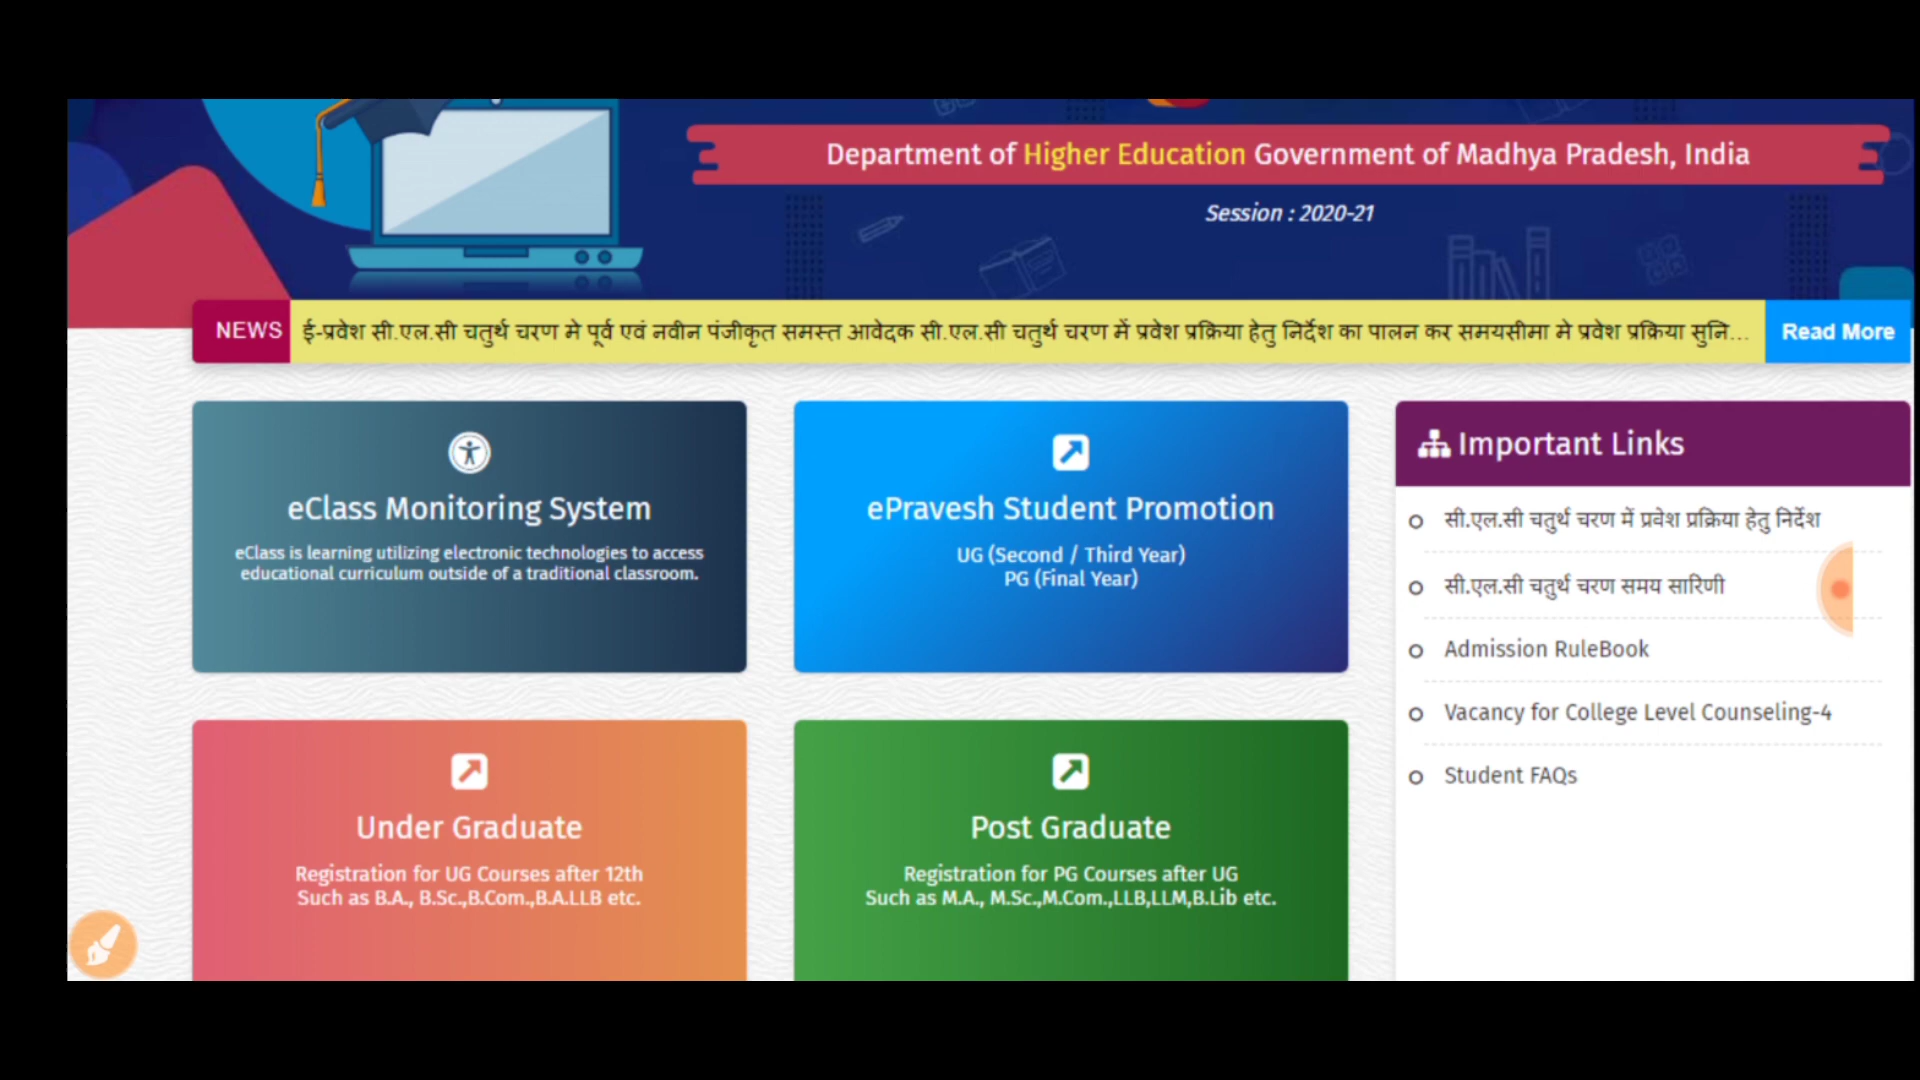 Department of Higher Education Government of Madhya Pradesh, India
Session : 2020-21
NEWS
ई-प्रवेश सी.एल.सी चतुर्थ चरण मे पूर्व एवं नवीन पंजीकृत समस्त आवेदक सी.एल.सी चतुर्थ चरण में प्रवेश प्रक्रिया हेतु निर्देश का पालन कर समयसीमा मे प्रवेश प्रक्रिया सुनि...
Read More
eClass Monitoring System
eClass is learning utilizing electronic technologies to access
educational curriculum outside of a traditional classroom.
ePravesh Student Promotion
UG (Second / Third Year)
PG (Final Year)
Under Graduate
Registration for UG Courses after 12th
Such as B.A., B.Sc.,B.Com.,B.A.LLB etc.
Post Graduate
Registration for PG Courses after UG
Such as M.A., M.Sc.,M.Com.,LLB,LLM,B.Lib etc.
Important Links
सी.एल.सी चतुर्थ चरण में प्रवेश प्रक्रिया हेतु निर्देश
सी.एल.सी चतुर्थ चरण समय सारिणी
Admission RuleBook
Vacancy for College Level Counseling-4
Student FAQs